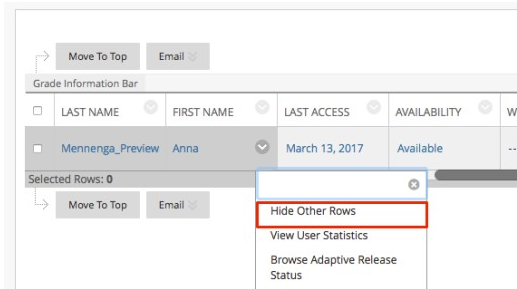 Move To Top Email
Grade Information Bar
LAST NAME FIRST NAME LAST ACCESS AVAILABILITY W
Mennenga_Preview Anna March 13, 2017 Available --
Selected Rows: 0
Move To Top Email
Hide Other Rows
View User Statistics
Browse Adaptive Release
Status